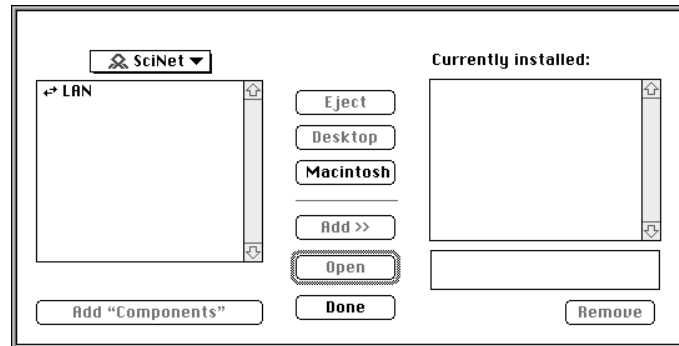 SciNet
LAN
Eject
Desktop
Macintosh
Add >>
Open
Done
Add “Components”
Currently installed:
Remove